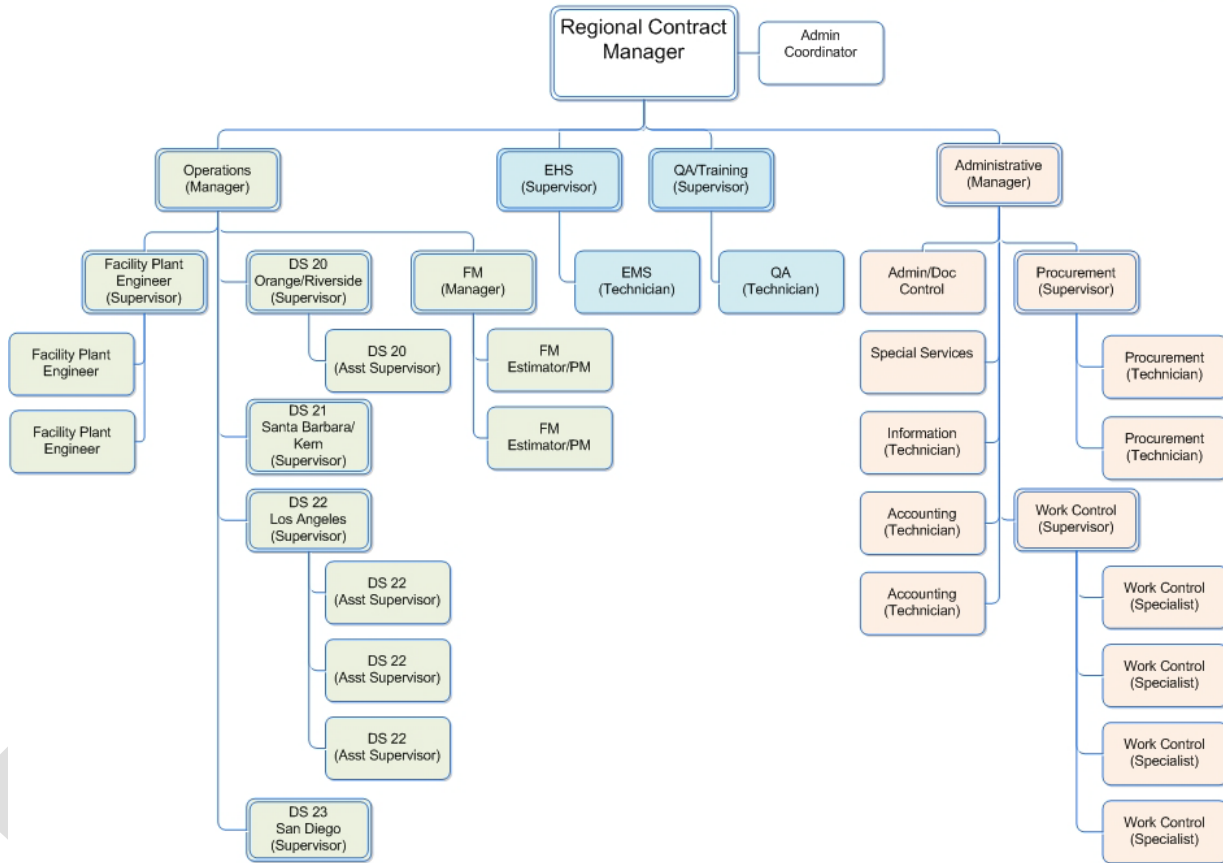 Regional Contract
Manager
Admin
Coordinator
Operations
(Manager)
EHS
(Supervisor)
QA/Training
(Supervisor)
Administrative
(Manager)
Facility Plant
Engineer
(Supervisor)
DS 20
Orange/Riverside
(Supervisor)
FM
(Manager)
EMS
(Technician)
QA
(Technician)
Admin/Doc
Control
Procurement
(Supervisor)
Facility Plant
Engineer
DS 20
(Asst Supervisor)
FM
Estimator/PM
Special Services
Procurement
(Technician)
Facility Plant
Engineer
DS 21
Santa Barbara/
Kern
(Supervisor)
FM
Estimator/PM
Information
(Technician)
Procurement
(Technician)
DS 22
Los Angeles
(Supervisor)
Accounting
(Technician)
Work Control
(Supervisor)
DS 22
(Asst Supervisor)
Accounting
(Technician)
Work Control
(Specialist)
DS 22
(Asst Supervisor)
Work Control
(Specialist)
DS 22
(Asst Supervisor)
Work Control
(Specialist)
DS 23
San Diego
(Supervisor)
Work Control
(Specialist)